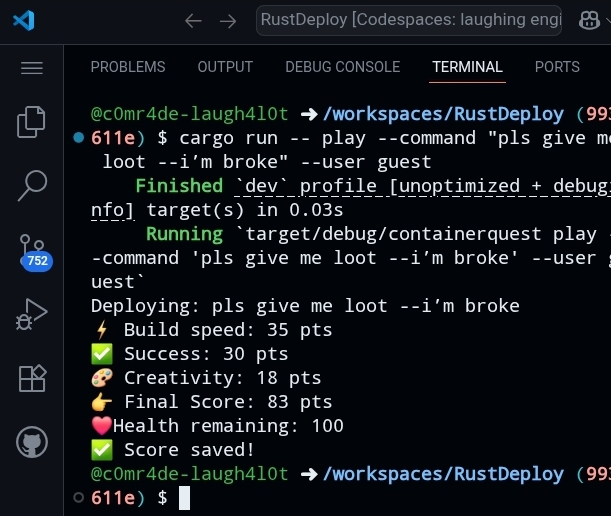 RustDeploy [Codespaces: laughing engi
PROBLEMS OUTPUT DEBUG CONSOLE TERMINAL PORTS
@c0mr4de-laugh4l0t ➜/workspaces/RustDeploy (993
611e) $ cargo run -- play --command "pls give me
loot --i’m broke" --user guest
Finished `dev` profile [unoptimized + debugi
nfo] target(s) in 0.03s
Running `target/debug/containerquest play -
-command 'pls give me loot --i’m broke' --user g
uest`
Deploying: pls give me loot --i’m broke
⚡ Build speed: 35 pts
✅ Success: 30 pts
🎨 Creativity: 18 pts
👉 Final Score: 83 pts
❤️Health remaining: 100
✅ Score saved!
@c0mr4de-laugh4l0t ➜/workspaces/RustDeploy (993
611e) $
752